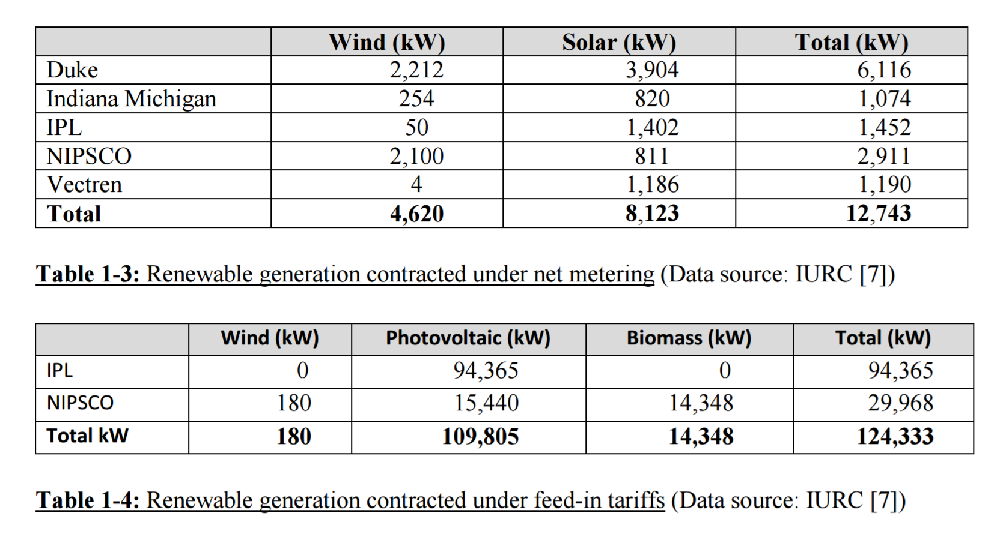 Wind (kW) Solar (kW) Total (kW)
Duke 2,212 3,904 6,116
Indiana Michigan 254 820 1,074
IPL 50 1,402 1,452
NIPSCO 2,100 811 2,911
Vectren 4 1,186 1,190
Total 4,620 8,123 12,743
Table 1-3: Renewable generation contracted under net metering (Data source: IURC [7])
Wind (kW) Photovoltaic (kW) Biomass (kW) Total (kW)
IPL 0 94,365 0 94,365
NIPSCO 180 15,440 14,348 29,968
Total kW 180 109,805 14,348 124,333
Table 1-4: Renewable generation contracted under feed-in tariffs (Data source: IURC [7])